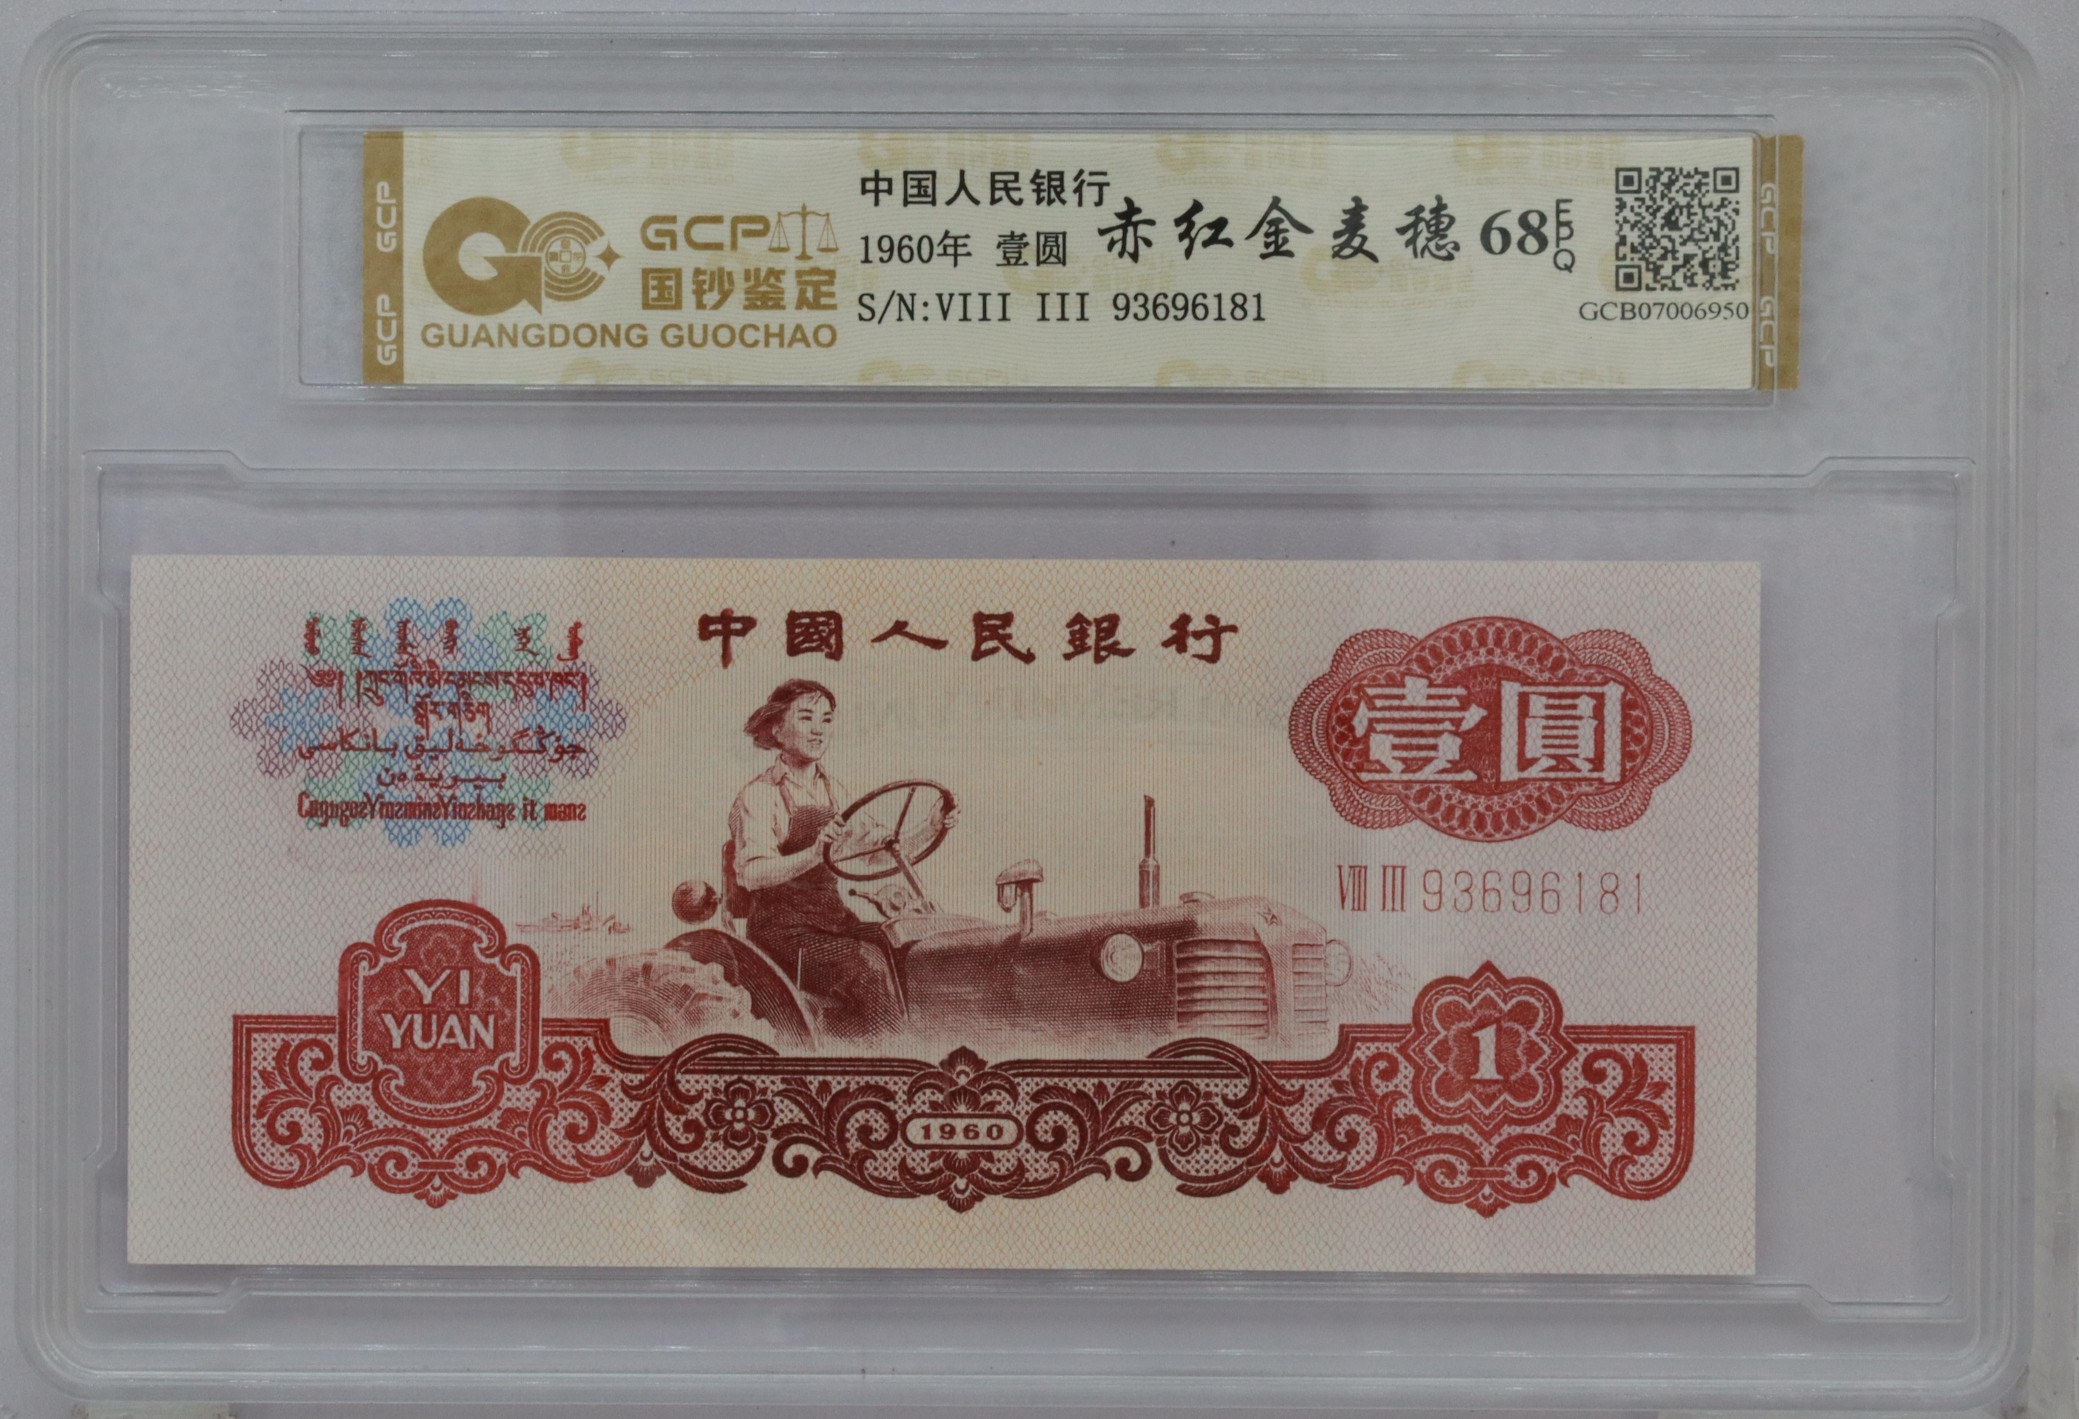 GCP
GCP
GCP
国钞鉴定
GUANGDONG GUOCHAO
中国人民银行
1960年 壹圆
S/N:VIII III 93696181
赤红金麦穗 68 EPQ
GCB07006950
GCP
GCP
中國人民銀行
壹圓
VIII III 93696181
YI
YUAN
1
1960